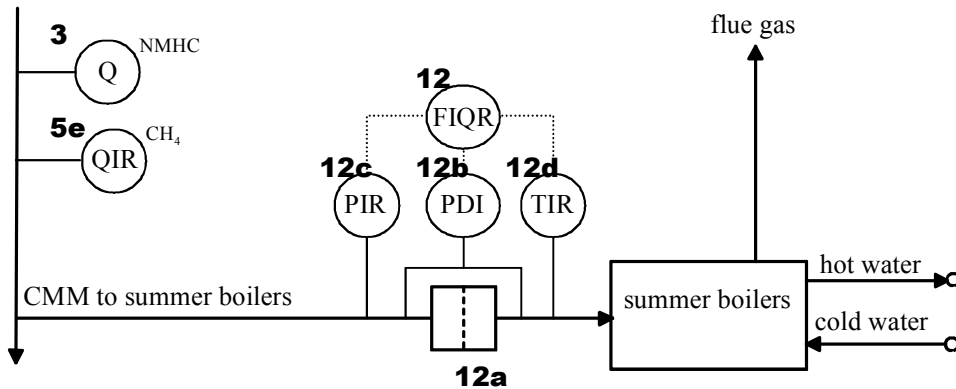 3
NMHC
Q
5e
CH₄
QIR
12
FIQR
12c
12b
12d
PIR
PDI
TIR
flue gas
CMM to summer boilers
12a
summer boilers
hot water
cold water